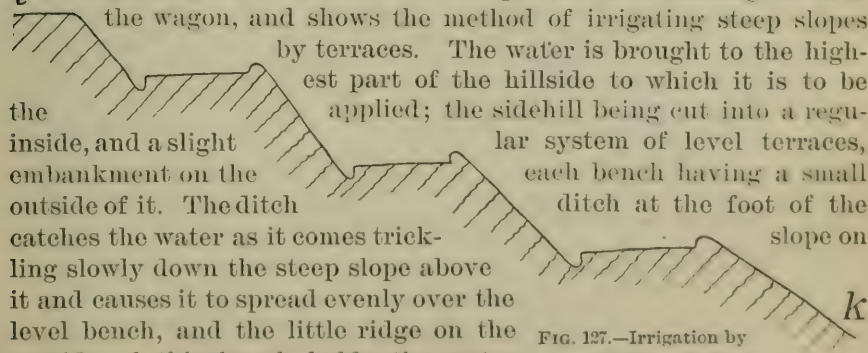 the wagon, and shows the method of irrigating steep slopes
by terraces. The water is brought to the high-
est part of the hillside to which it is to be
applied; the sidehill being cut into a regu-
lar system of level terraces,
each bench having a small
ditch at the foot of the
slope on
the
inside, and a slight
embankment on the
outside of it. The ditch
catches the water as it comes trick-
ling slowly down the steep slope above
it and causes it to spread evenly over the
level bench, and the little ridge on the
k
FIG. 127.—Irrigation by